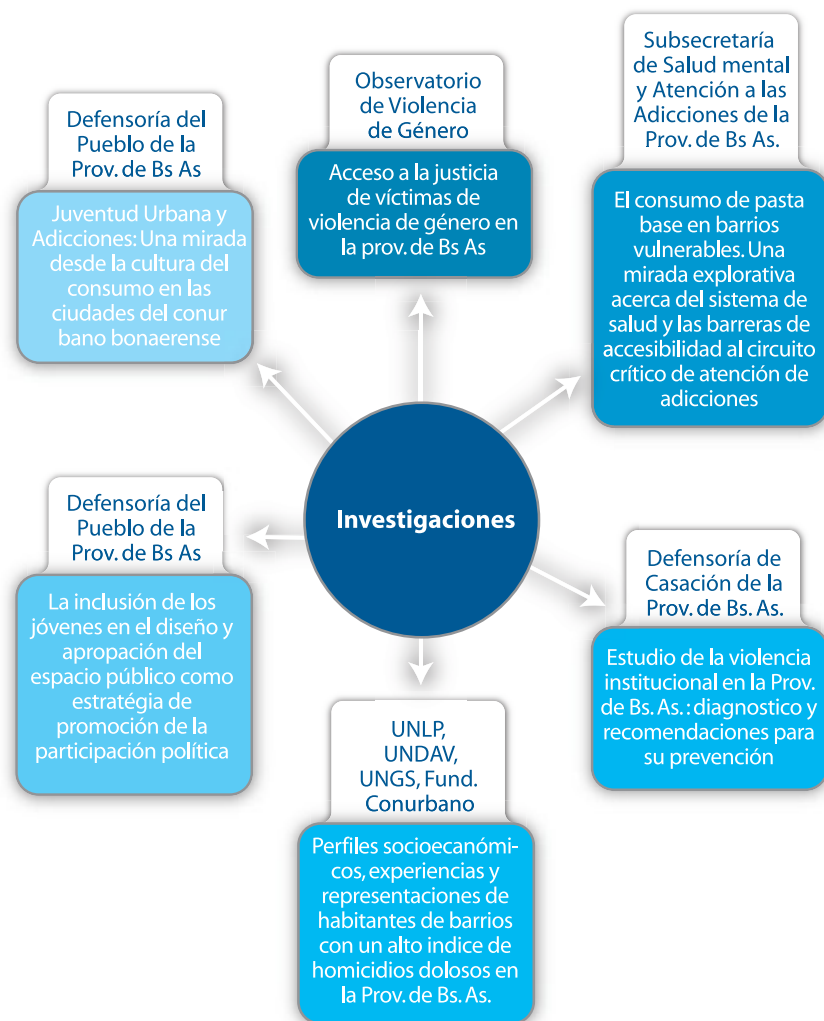 Defensoría del
Pueblo de la
Prov. de Bs As
Juventud Urbana y
Adicciones: Una mirada
desde la cultura del
consumo en las
ciudades del conur
bano bonaerense
Observatorio
de Violencia
de Género
Acceso a la justicia
de víctimas de
violencia de género en
la prov. de Bs As
Subsecretaría
de Salud mental
y Atención a las
Adicciones de la
Prov. de Bs As.
El consumo de pasta
base en barrios
vulnerables. Una
mirada explorativa
acerca del sistema de
salud y las barreras de
accesibilidad al circuito
crítico de atención de
adicciones
Investigaciones
Defensoría del
Pueblo de la
Prov. de Bs As
La inclusión de los
jóvenes en el diseño y
apropación del
espacio público como
estratégia de
promoción de la
participación política
UNLP,
UNDAV,
UNGS, Fund.
Conurbano
Perfiles socioecanómi-
cos, experiencias y
representaciones de
habitantes de barrios
con un alto indice de
homicidios dolosos en
la Prov. de Bs. As.
Defensoría de
Casación de la
Prov. de Bs. As.
Estudio de la violencia
institucional en la Prov.
de Bs. As. : diagnostico y
recomendaciones para
su prevención